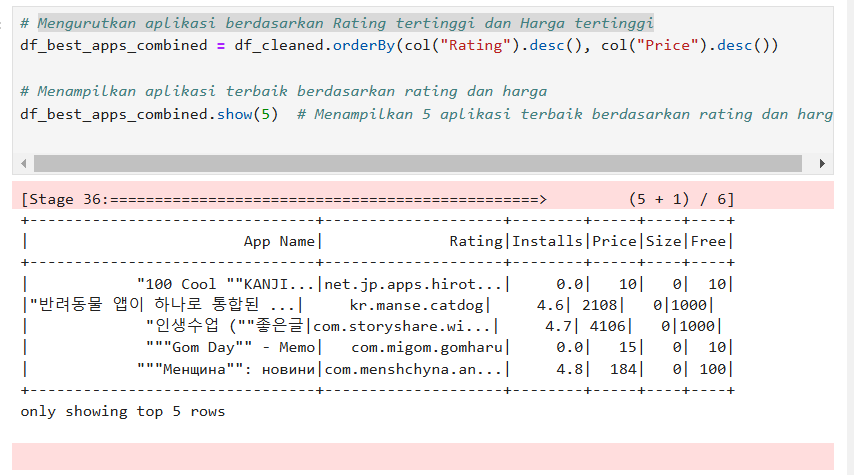 # Mengurutkan aplikasi berdasarkan Rating tertinggi dan Harga tertinggi
df_best_apps_combined = df_cleaned.orderBy(col("Rating").desc(), col("Price").desc())
# Menampilkan aplikasi terbaik berdasarkan rating dan harga
df_best_apps_combined.show(5)  # Menampilkan 5 aplikasi terbaik berdasarkan rating dan harg
[Stage 36:================================================>         (5 + 1) / 6]
+--------------------------------+--------------------+--------+-----+----+----+
|                        App Name|              Rating|Installs|Price|Size|Free|
+--------------------------------+--------------------+--------+-----+----+----+
|            "100 Cool ""KANJI...|net.jp.apps.hirot...|     0.0|   10|   0|  10|
|"반려동물 앱이 하나로 통합된 ...|     kr.manse.catdog|     4.6| 2108|   0|1000|
|             "인생수업 (""좋은글|com.storyshare.wi...|     4.7| 4106|   0|1000|
|            """Gom Day"" - Memo|   com.migom.gomharu|     0.0|   15|   0|  10|
|            """Менщина"": новини|com.menshchyna.an...|     4.8|  184|   0| 100|
+--------------------------------+--------------------+--------+-----+----+----+
only showing top 5 rows